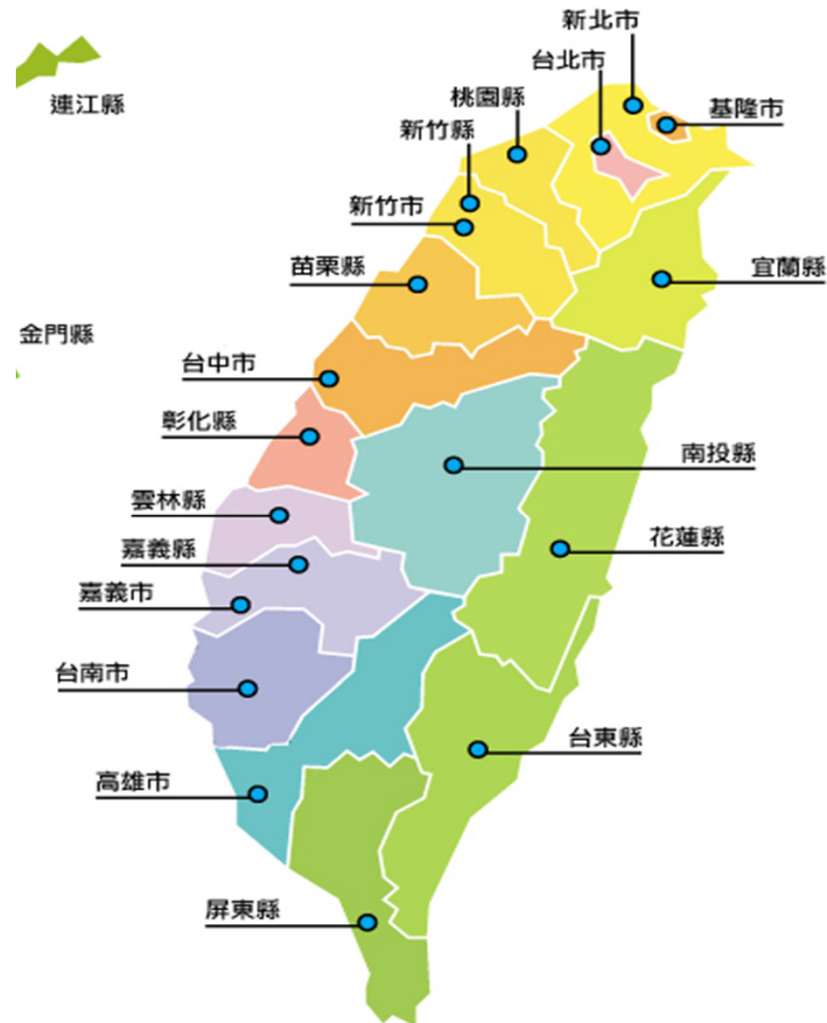 新北市
台北市
桃園縣
連江縣
基隆市
新竹縣
新竹市
苗栗縣
宜蘭縣
金門縣
台中市
彰化縣
南投縣
雲林縣
花蓮縣
嘉義縣
嘉義市
台南市
台東縣
高雄市
屏東縣